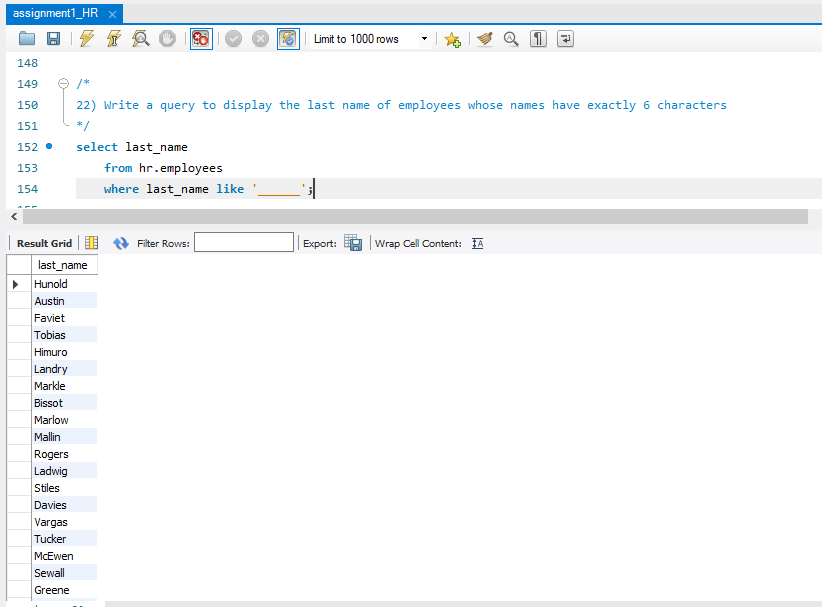 assignment1_HR
Limit to 1000 rows
148
149 /*
150 22) Write a query to display the last name of employees whose names have exactly 6 characters
151 */
152 select last_name
153 from hr.employees
154 where last_name like '______';
Result Grid Filter Rows: Export: Wrap Cell Content:
last_name
Hunold
Austin
Faviet
Tobias
Himuro
Landry
Markle
Bissot
Marlow
Mallin
Rogers
Ladwig
Stiles
Davies
Vargas
Tucker
McEwen
Sewall
Greene